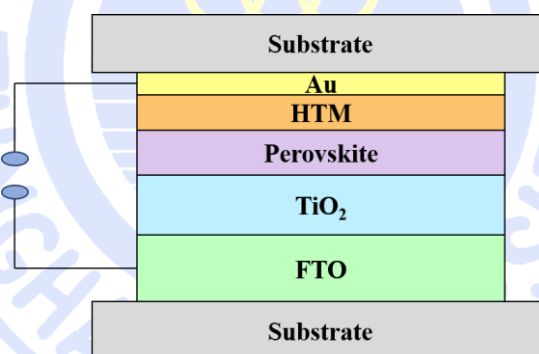 Substrate
Au
HTM
Perovskite
TiO₂
FTO
Substrate